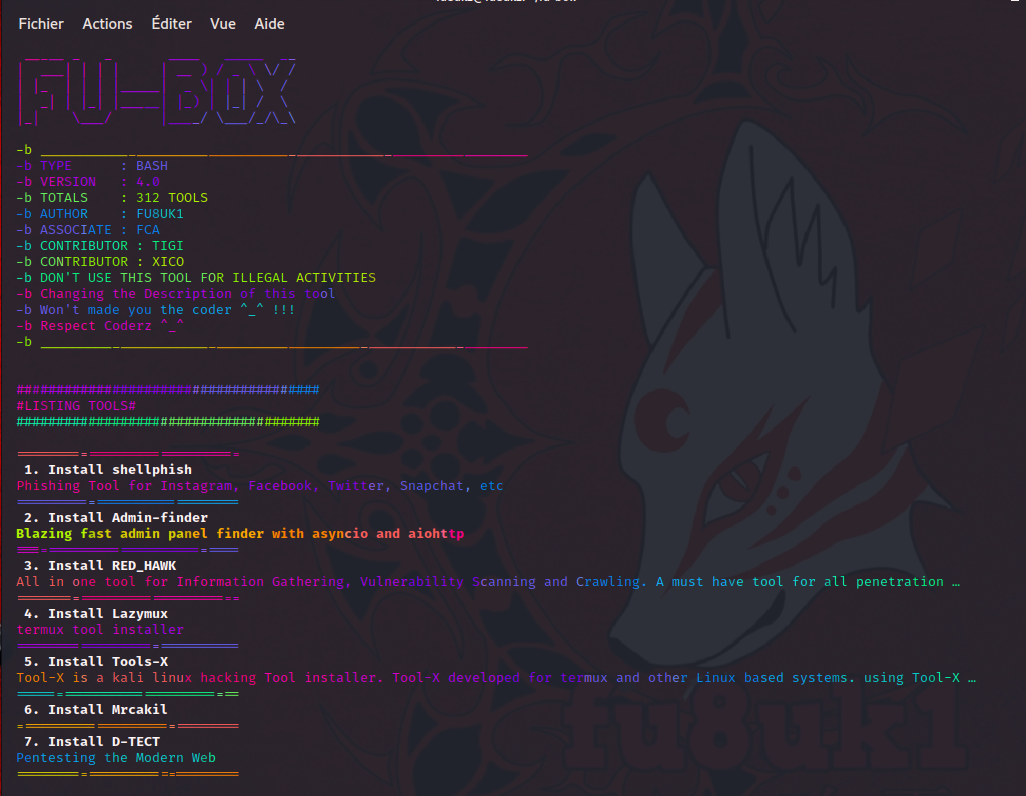 Fichier Actions Éditer Vue Aide
FU-BOX
-b
-b TYPE : BASH
-b VERSION : 4.0
-b TOTALS : 312 TOOLS
-b AUTHOR : FU8UK1
-b ASSOCIATE : FCA
-b CONTRIBUTOR : TIGI
-b CONTRIBUTOR : XICO
-b DON'T USE THIS TOOL FOR ILLEGAL ACTIVITIES
-b Changing the Description of this tool
-b Won't made you the coder ^_^ !!!
-b Respect Coderz ^_^
-b
######################################
#LISTING TOOLS#
######################################
1. Install shellphish
Phishing Tool for Instagram, Facebook, Twitter, Snapchat, etc
2. Install Admin-finder
Blazing fast admin panel finder with asyncio and aiohttp
3. Install RED_HAWK
All in one tool for Information Gathering, Vulnerability Scanning and Crawling. A must have tool for all penetration …
4. Install Lazymux
termux tool installer
5. Install Tools-X
Tool-X is a kali linux hacking Tool installer. Tool-X developed for termux and other Linux based systems. using Tool-X …
6. Install Mrcakil
7. Install D-TECT
Pentesting the Modern Web
fu8uk1